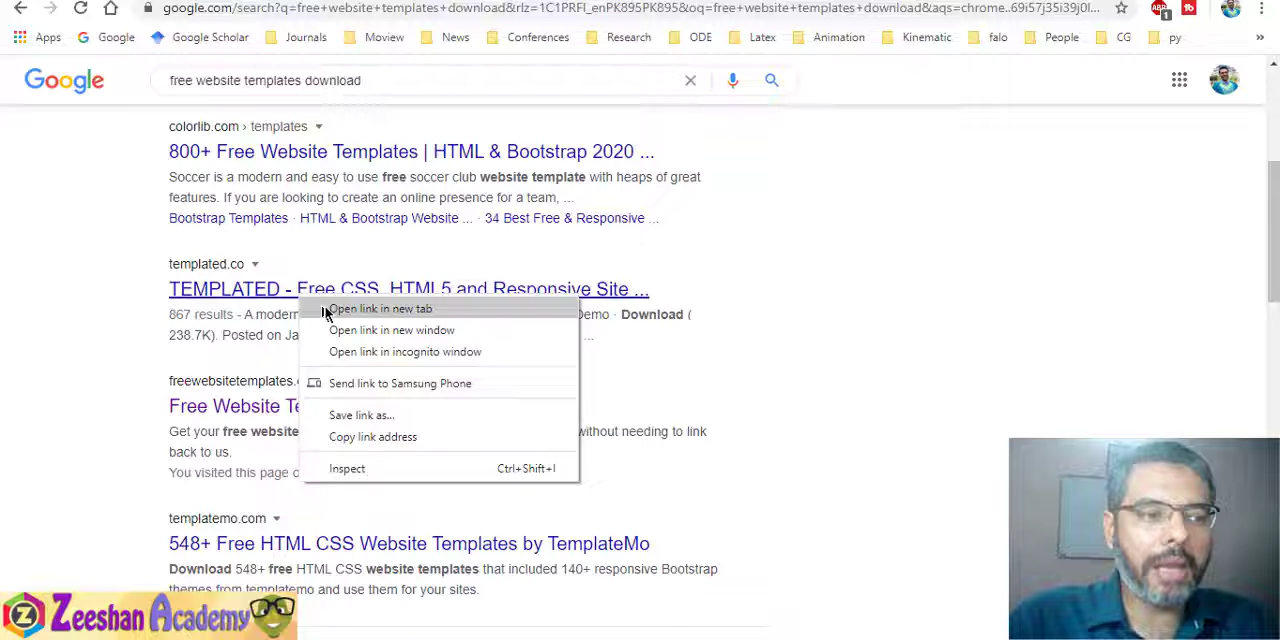 google.com/search?q=free+website+templates+download&rlz=1C1PRFI_enPK895PK895&oq=free+website+templates+download&aqs=chrome..69i57j35i39j0l...
ABP 1
Apps Google Google Scholar Journals Moview News Conferences Research ODE Latex Animation Kinematic falo People CG py »
Google free website templates download
colorlib.com › templates
800+ Free Website Templates | HTML & Bootstrap 2020 ...
Soccer is a modern and easy to use free soccer club website template with heaps of great
features. If you are looking to create an online presence for a team, ...
Bootstrap Templates · HTML & Bootstrap Website ... · 34 Best Free & Responsive ...
templated.co
TEMPLATED - Free CSS, HTML5 and Responsive Site ...
867 results - A modern Demo · Download (
238.7K). Posted on Ja ...
Open link in new tab
Open link in new window
Open link in incognito window
Send link to Samsung Phone
Save link as...
Copy link address
Inspect Ctrl+Shift+I
freewebsitetemplates.
Free Website Te
Get your free website without needing to link
back to us.
You visited this page o
templatemo.com
548+ Free HTML CSS Website Templates by TemplateMo
Download 548+ free HTML CSS website templates that included 140+ responsive Bootstrap
themes from templatemo and use them for your sites.
Z Zeeshan Academy